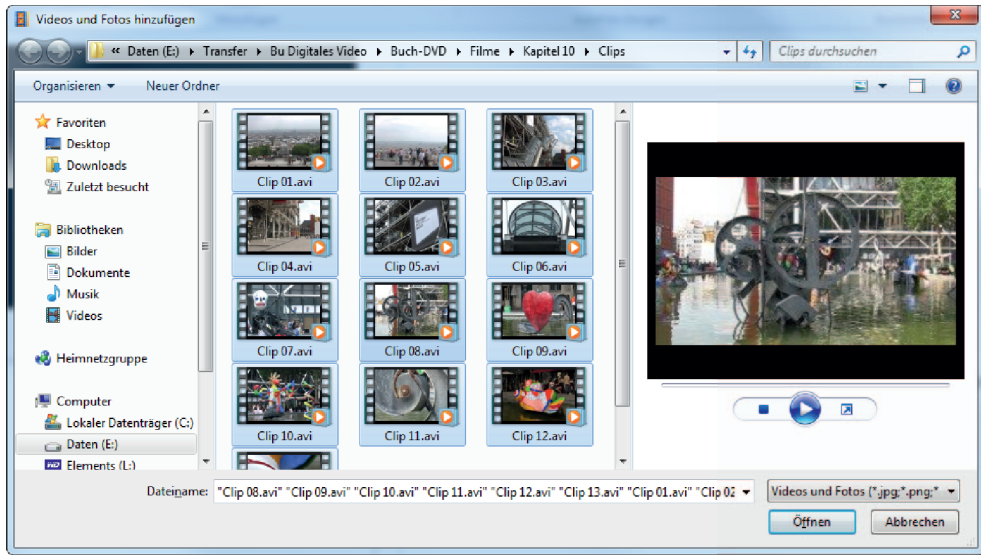 Videos und Fotos hinzufügen
« Daten (E:) Transfer Bu Digitales Video Buch-DVD Filme Kapitel 10 Clips
Clips durchsuchen
Organisieren Neuer Ordner
Favoriten
Desktop
Downloads
Zuletzt besucht
Bibliotheken
Bilder
Dokumente
Musik
Videos
Heimnetzgruppe
Computer
Lokaler Datenträger (C:)
Daten (E:)
Elements (L:)
Clip 01.avi Clip 02.avi Clip 03.avi
Clip 04.avi Clip 05.avi Clip 06.avi
Clip 07.avi Clip 08.avi Clip 09.avi
Clip 10.avi Clip 11.avi Clip 12.avi
Dateiname: "Clip 08.avi" "Clip 09.avi" "Clip 10.avi" "Clip 11.avi" "Clip 12.avi" "Clip 13.avi" "Clip 01.avi" "Clip 02
Videos und Fotos (*.jpg;*.png;*
Öffnen Abbrechen